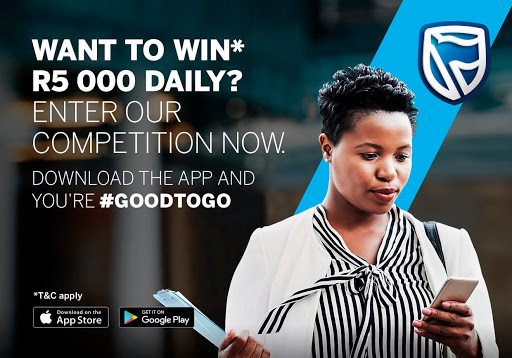 WANT TO WIN*
R5 000 DAILY?
ENTER OUR
COMPETITION NOW.
DOWNLOAD THE APP AND
YOU'RE #GOODTOGO
*T&C apply
Download on the
App Store
GET IT ON
Google Play